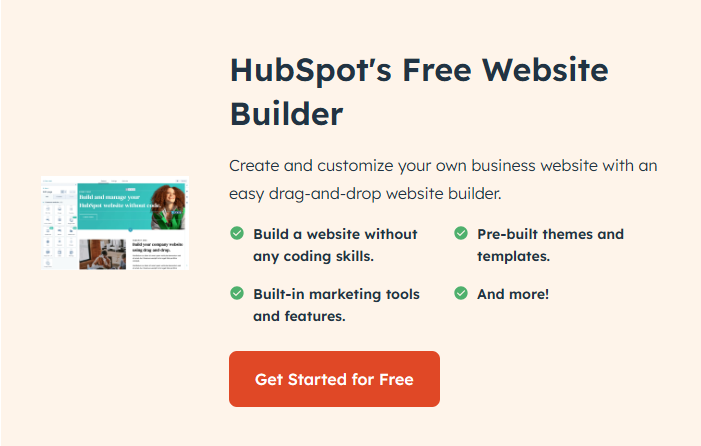 HubSpot's Free Website
Builder
Create and customize your own business website with an
easy drag-and-drop website builder.
Build a website without
any coding skills.
Pre-built themes and
templates.
Built-in marketing tools
and features.
And more!
Get Started for Free
Build and manage your
HubSpot website without code.
Build your company website
using drag-and-drop.